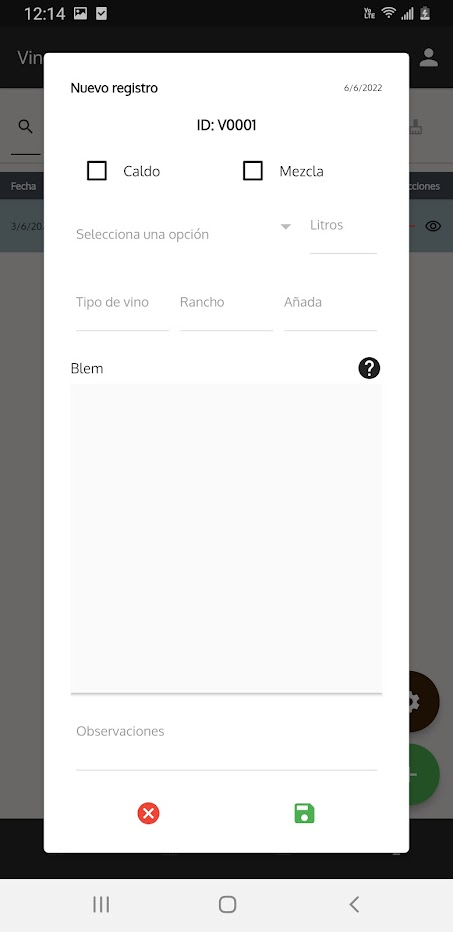 12:14
Vin
Nuevo registro 6/6/2022
ID: V0001
Caldo Mezcla
Fecha cciones
3/6/20
Selecciona una opción Litros
Tipo de vino Rancho Añada
Blem
Observaciones